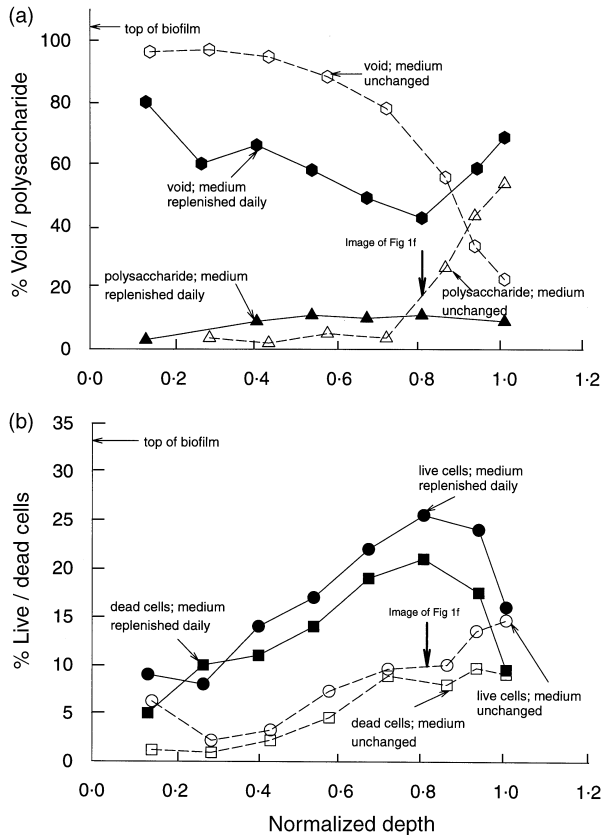 (a)
top of biofilm
100
80
60
40
20
0
% Void / polysaccharide
void; medium
unchanged
void; medium
replenished daily
Image of Fig 1f
polysaccharide; medium
replenished daily
polysaccharide; medium
unchanged
0·0 0·2 0·4 0·6 0·8 1·0 1·2
(b)
35
30
25
20
15
10
5
0
% Live / dead cells
top of biofilm
live cells; medium
replenished daily
dead cells; medium
replenished daily
Image of Fig 1f
live cells; medium
unchanged
dead cells; medium
unchanged
0·0 0·2 0·4 0·6 0·8 1·0 1·2
Normalized depth